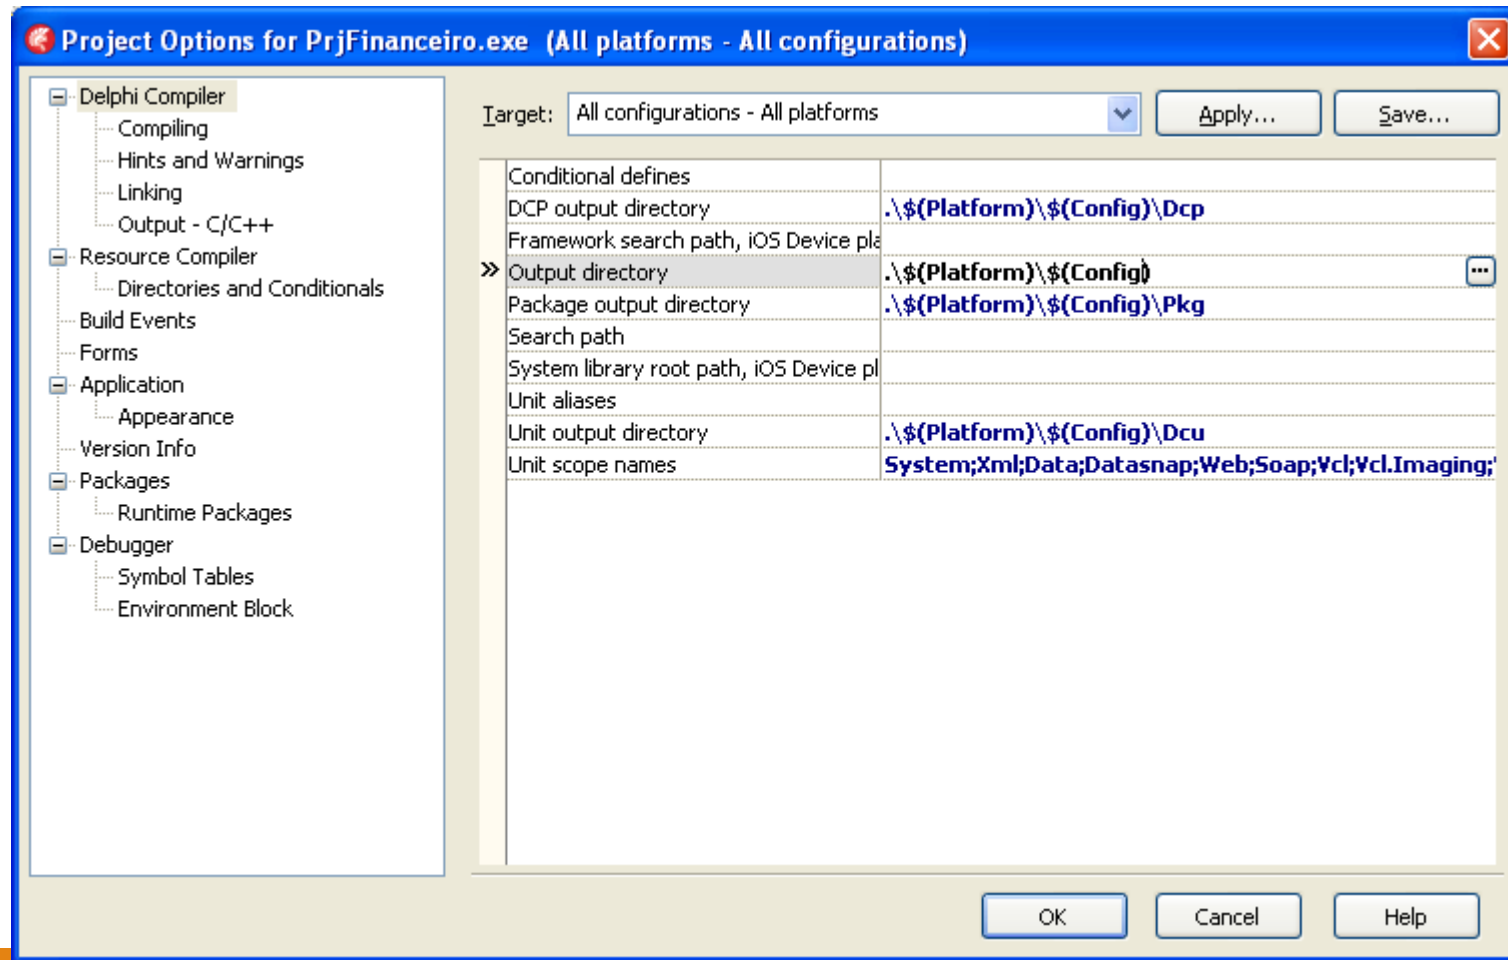 Project Options for PrjFinanceiro.exe (All platforms - All configurations)
Delphi Compiler
Compiling
Hints and Warnings
Linking
Output - C/C++
Resource Compiler
Directories and Conditionals
Build Events
Forms
Application
Appearance
Version Info
Packages
Runtime Packages
Debugger
Symbol Tables
Environment Block
Target: All configurations - All platforms Apply... Save...
Conditional defines
DCP output directory .\$(Platform)\$(Config)\Dcp
Framework search path, iOS Device pla
Output directory .\$(Platform)\$(Config) ...
Package output directory .\$(Platform)\$(Config)\Pkg
Search path
System library root path, iOS Device pl
Unit aliases
Unit output directory .\$(Platform)\$(Config)\Dcu
Unit scope names System;Xml;Data;Datasnap;Web;Soap;Vcl;Vcl.Imaging;
OK Cancel Help